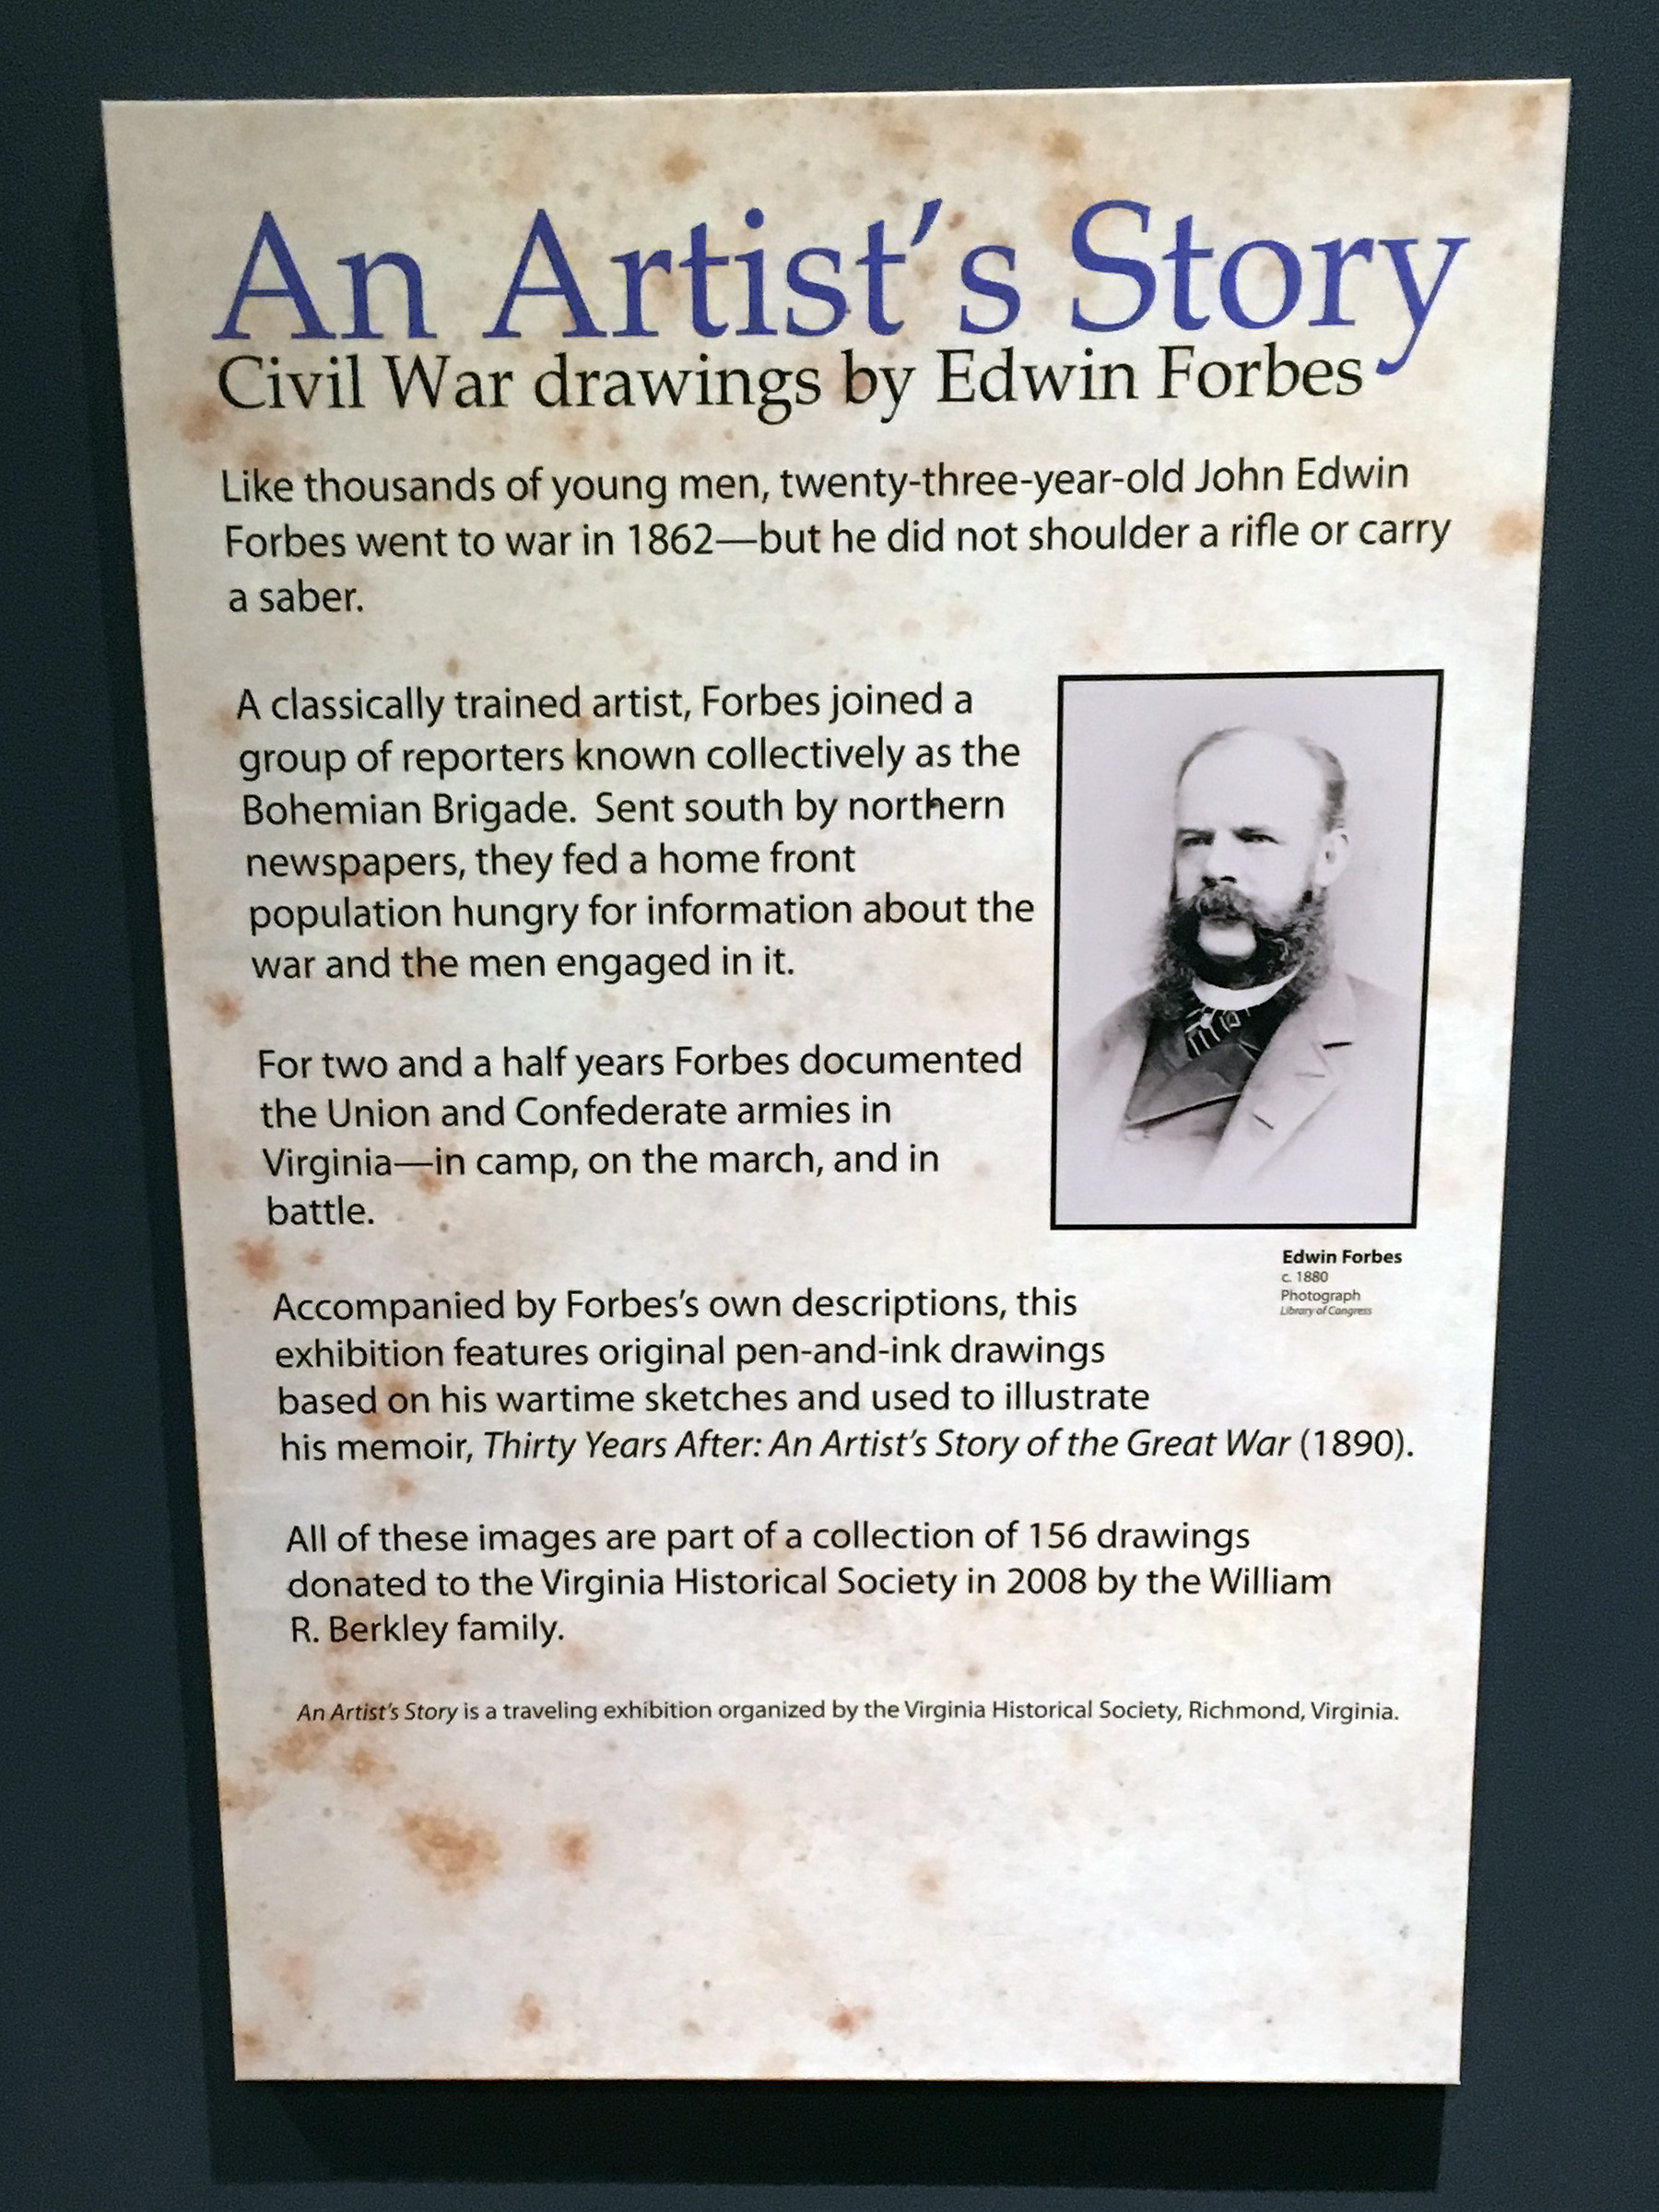 An Artist's Story
Civil War drawings by Edwin Forbes
Like thousands of young men, twenty-three-year-old John Edwin
Forbes went to war in 1862—but he did not shoulder a rifle or carry
a saber.
A classically trained artist, Forbes joined a
group of reporters known collectively as the
Bohemian Brigade.  Sent south by northern
newspapers, they fed a home front
population hungry for information about the
war and the men engaged in it.
For two and a half years Forbes documented
the Union and Confederate armies in
Virginia—in camp, on the march, and in
battle.
Edwin Forbes
c. 1880
Photograph
Library of Congress
Accompanied by Forbes's own descriptions, this
exhibition features original pen-and-ink drawings
based on his wartime sketches and used to illustrate
his memoir, Thirty Years After: An Artist's Story of the Great War (1890).
All of these images are part of a collection of 156 drawings
donated to the Virginia Historical Society in 2008 by the William
R. Berkley family.
An Artist's Story is a traveling exhibition organized by the Virginia Historical Society, Richmond, Virginia.